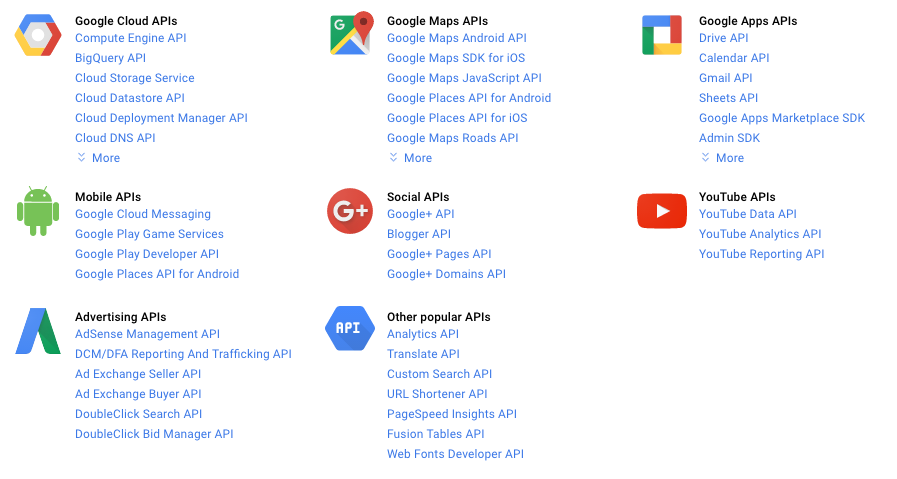 Google Cloud APIs
Compute Engine API
BigQuery API
Cloud Storage Service
Cloud Datastore API
Cloud Deployment Manager API
Cloud DNS API
More
G
Google Maps APIs
Google Maps Android API
Google Maps SDK for iOS
Google Maps JavaScript API
Google Places API for Android
Google Places API for iOS
Google Maps Roads API
More
Google Apps APIs
Drive API
Calendar API
Gmail API
Sheets API
Google Apps Marketplace SDK
Admin SDK
More
Mobile APIs
Google Cloud Messaging
Google Play Game Services
Google Play Developer API
Google Places API for Android
G+
Social APIs
Google+ API
Blogger API
Google+ Pages API
Google+ Domains API
YouTube APIs
YouTube Data API
YouTube Analytics API
YouTube Reporting API
Advertising APIs
AdSense Management API
DCM/DFA Reporting And Trafficking API
Ad Exchange Seller API
Ad Exchange Buyer API
DoubleClick Search API
DoubleClick Bid Manager API
API
Other popular APIs
Analytics API
Translate API
Custom Search API
URL Shortener API
PageSpeed Insights API
Fusion Tables API
Web Fonts Developer API